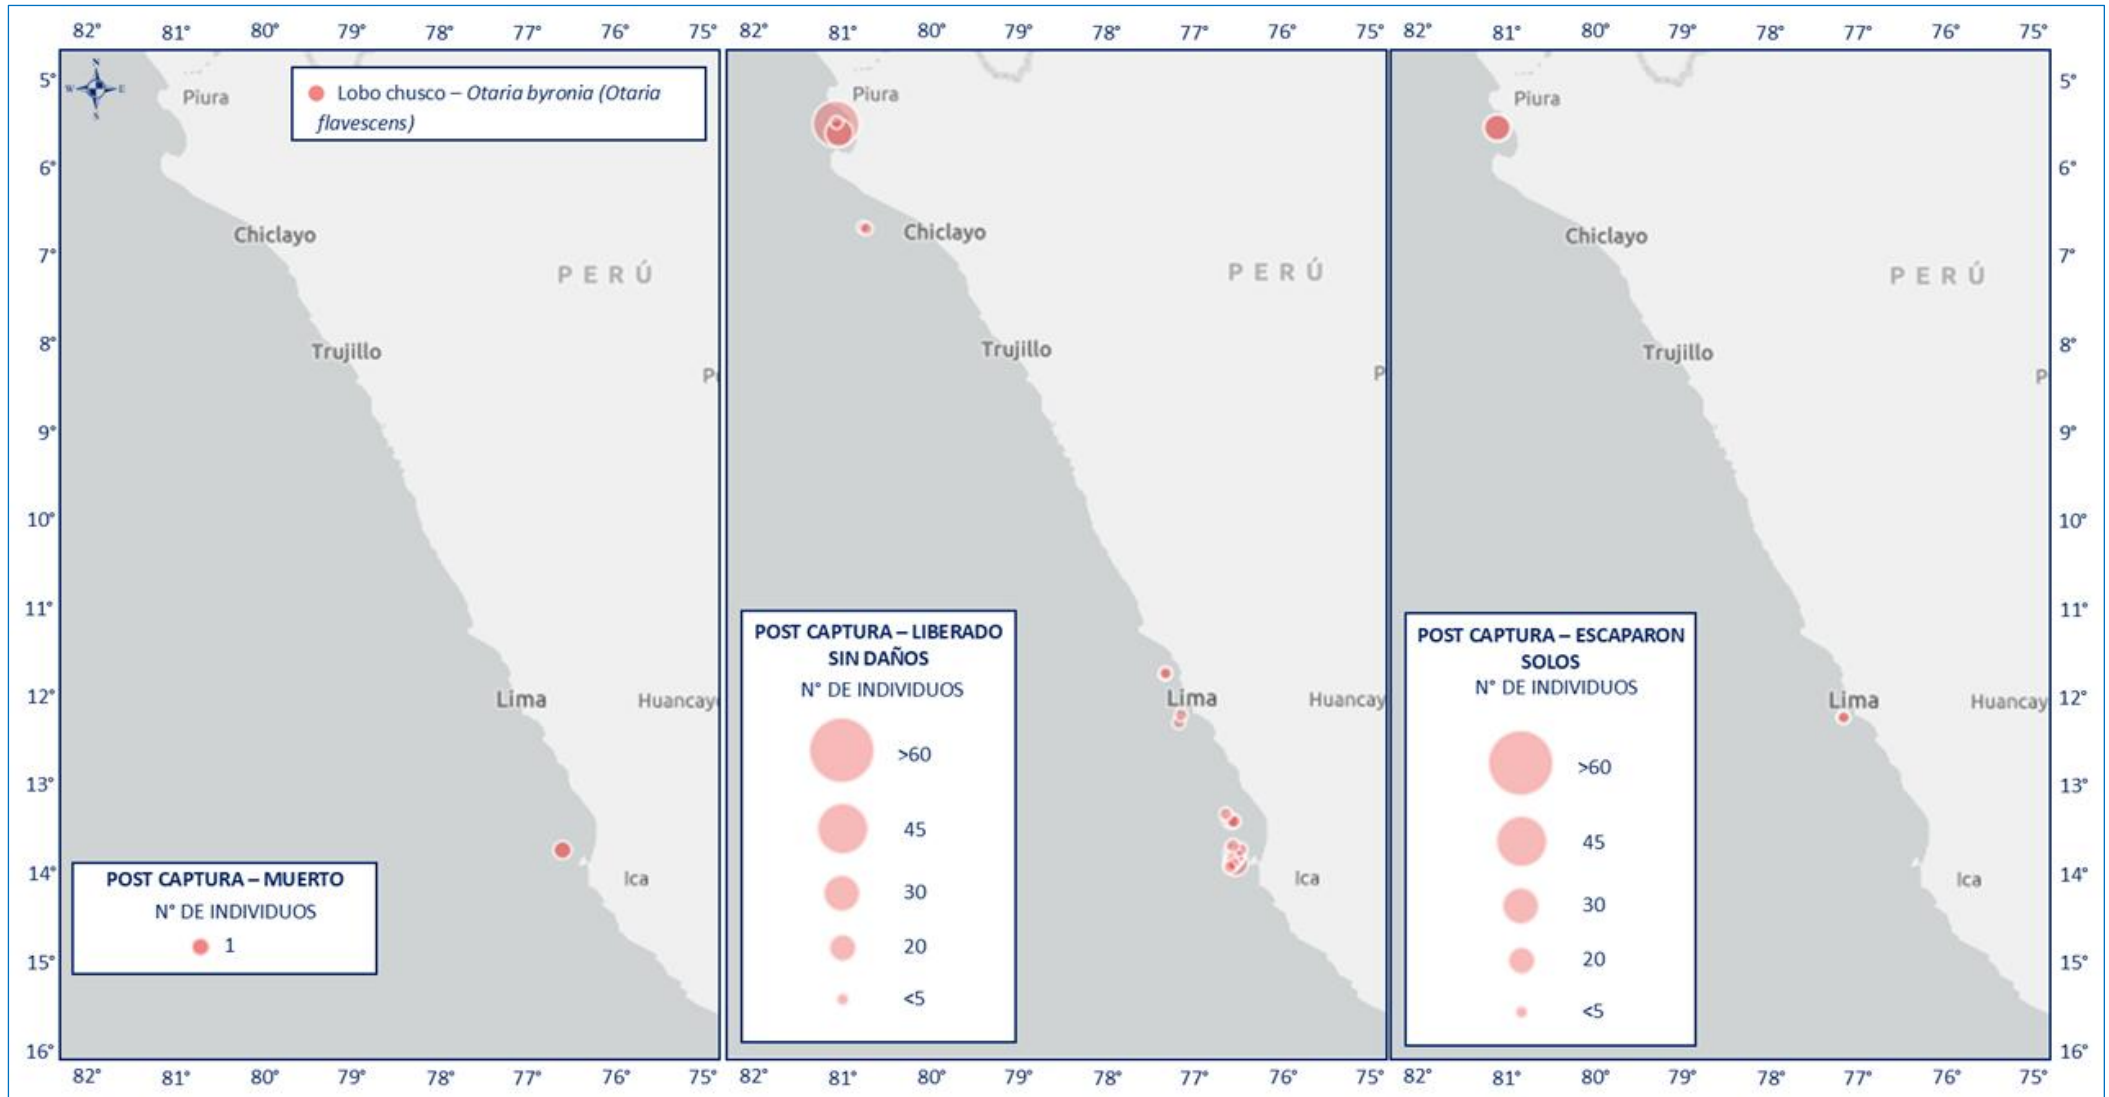 82° 81° 80° 79° 78° 77° 76° 75° 82° 81° 80° 79° 78° 77° 76° 75° 82° 81° 80° 79° 78° 77° 76° 75°
N
W E
S
Lobo chusco – Otaria byronia (Otaria
flavescens)
Piura
Chiclayo
PERÚ
Trujillo
P
Lima
Huancay
Ica
POST CAPTURA – MUERTO
N° DE INDIVIDUOS
1
5°
6°
7°
8°
9°
10°
11°
12°
13°
14°
15°
16°
Piura
Chiclayo
PERÚ
Trujillo
P
Lima
Huancay
Ica
POST CAPTURA – LIBERADO
SIN DAÑOS
N° DE INDIVIDUOS
>60
45
30
20
<5
Piura
Chiclayo
PERÚ
Trujillo
P
Lima
Huancay
Ica
POST CAPTURA – ESCAPARON
SOLOS
N° DE INDIVIDUOS
>60
45
30
20
<5
5°
6°
7°
8°
9°
10°
11°
12°
13°
14°
15°
16°
82° 81° 80° 79° 78° 77° 76° 75° 82° 81° 80° 79° 78° 77° 76° 75° 82° 81° 80° 79° 78° 77° 76° 75°